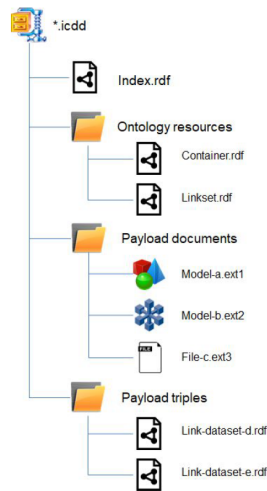 *.icdd
Index.rdf
Ontology resources
Container.rdf
Linkset.rdf
Payload documents
Model-a.ext1
Model-b.ext2
FILE
File-c.ext3
Payload triples
Link-dataset-d.rdf
Link-dataset-e.rdf